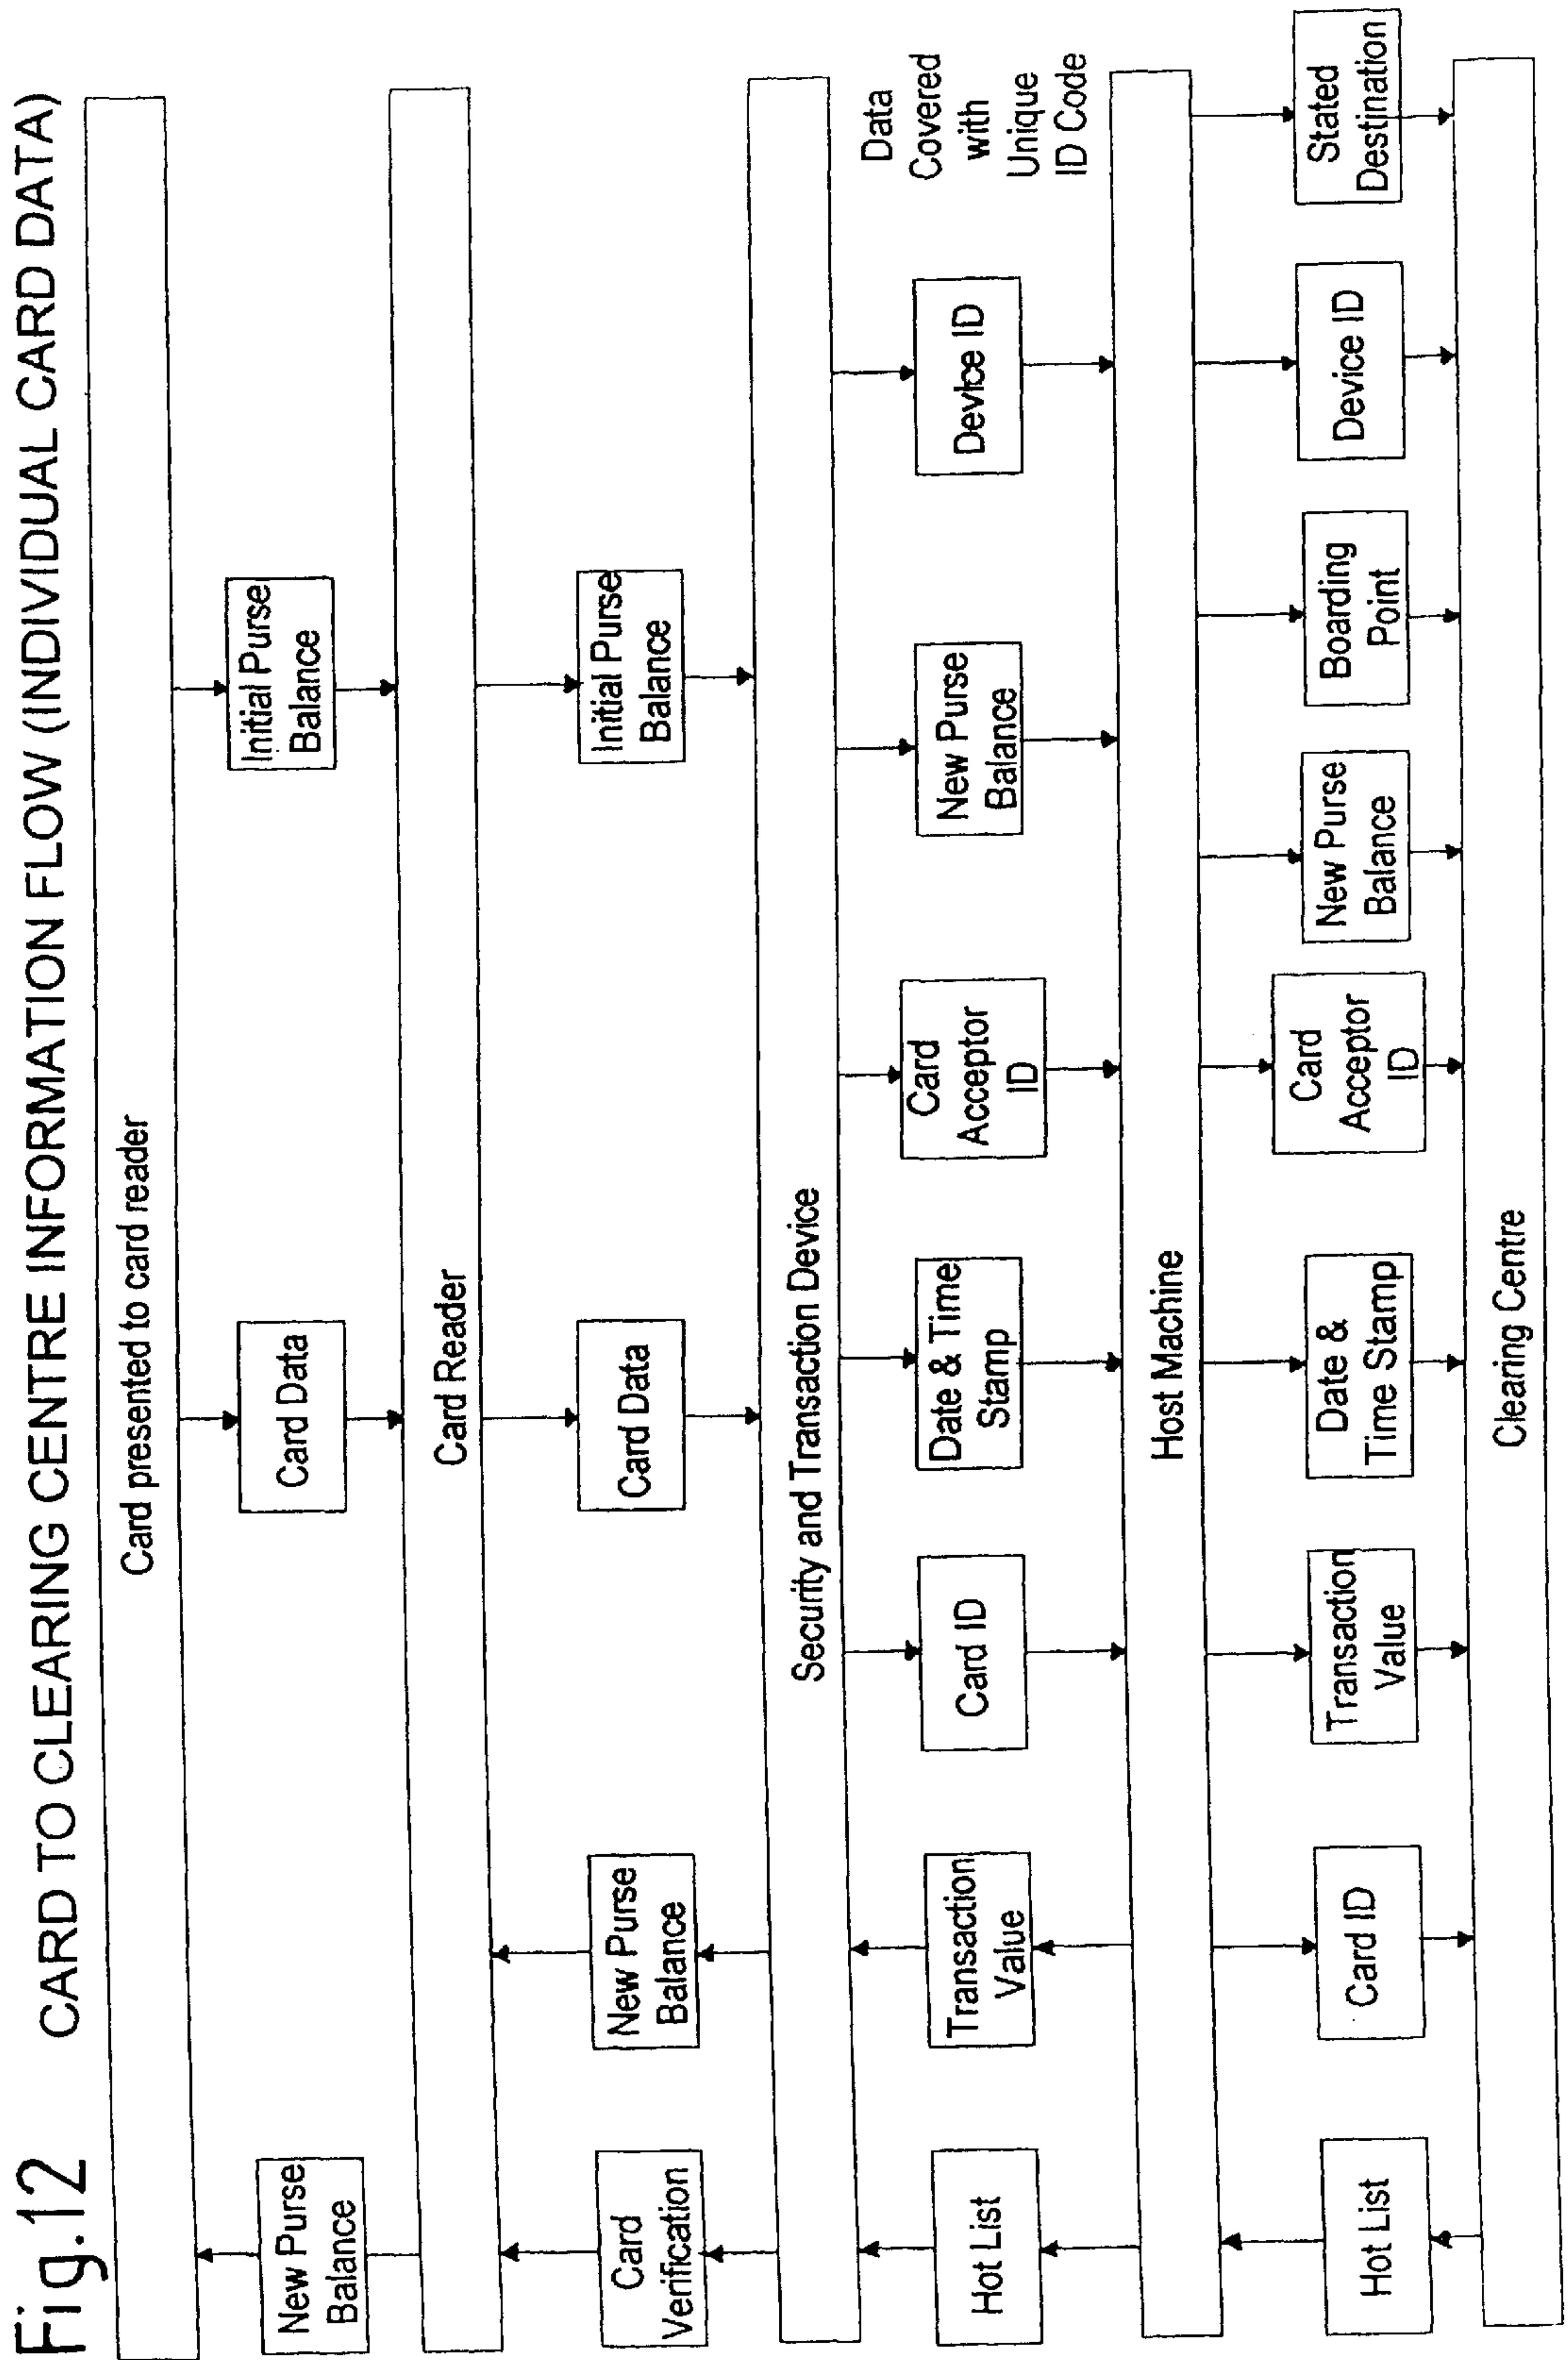 Fig.12 CARD TO CLEARING CENTRE INFORMATION FLOW (INDIVIDUAL CARD DATA)
Card presented to card reader
New Purse
Balance
Card Data
Initial Purse
Balance
Card Reader
Card
Verification
New Purse
Balance
Card Data
Initial Purse
Balance
Security and Transaction Device
Hot List
Transaction
Value
Card ID
Date & Time
Stamp
Card
Acceptor
ID
New Purse
Balance
Device ID
Data
Covered
with
Unique
ID Code
Host Machine
Hot List
Card ID
Transaction
Value
Date &
Time Stamp
Card
Acceptor
ID
New Purse
Balance
Boarding
Point
Device ID
Stated
Destination
Clearing Centre